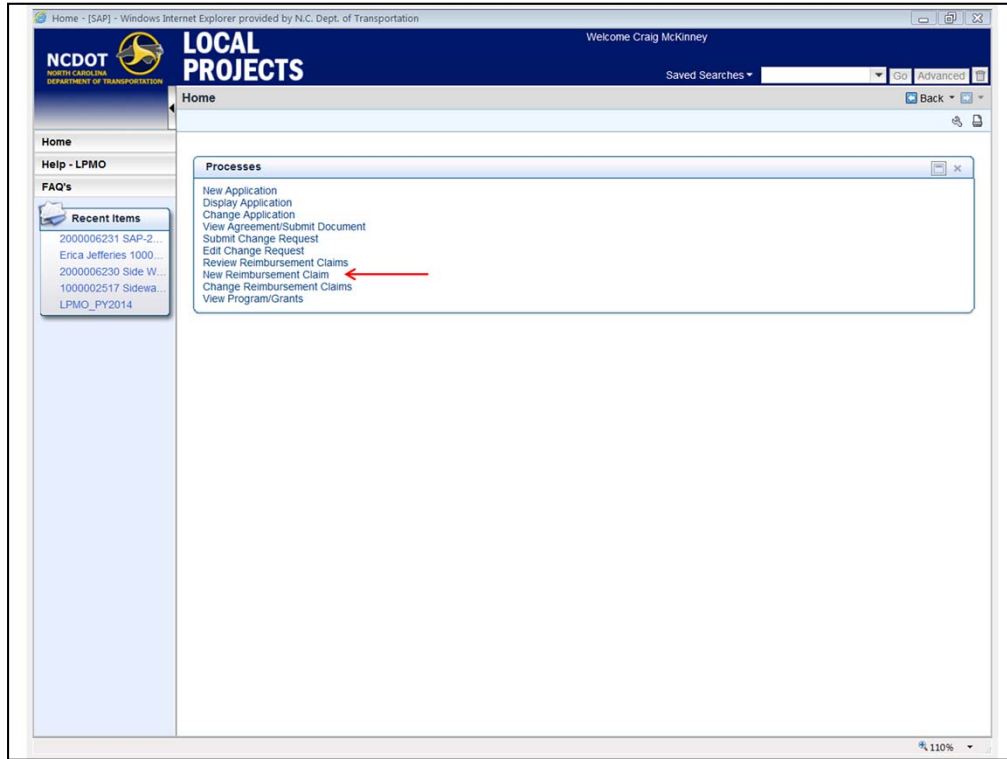 Home - [SAP] - Windows Internet Explorer provided by N.C. Dept. of Transportation
NCDOT
NORTH CAROLINA
DEPARTMENT OF TRANSPORTATION
LOCAL
PROJECTS
Welcome Craig McKinney
Saved Searches
Go
Advanced
Home
Back
Home
Help - LPMO
FAQ's
Recent Items
2000006231 SAP-2...
Erica Jefferies 1000...
2000006230 Side W...
1000002517 Sidewa...
LPMO_PY2014
Processes
New Application
Display Application
Change Application
View Agreement/Submit Document
Submit Change Request
Edit Change Request
Review Reimbursement Claims
New Reimbursement Claim
Change Reimbursement Claims
View Program/Grants
110%